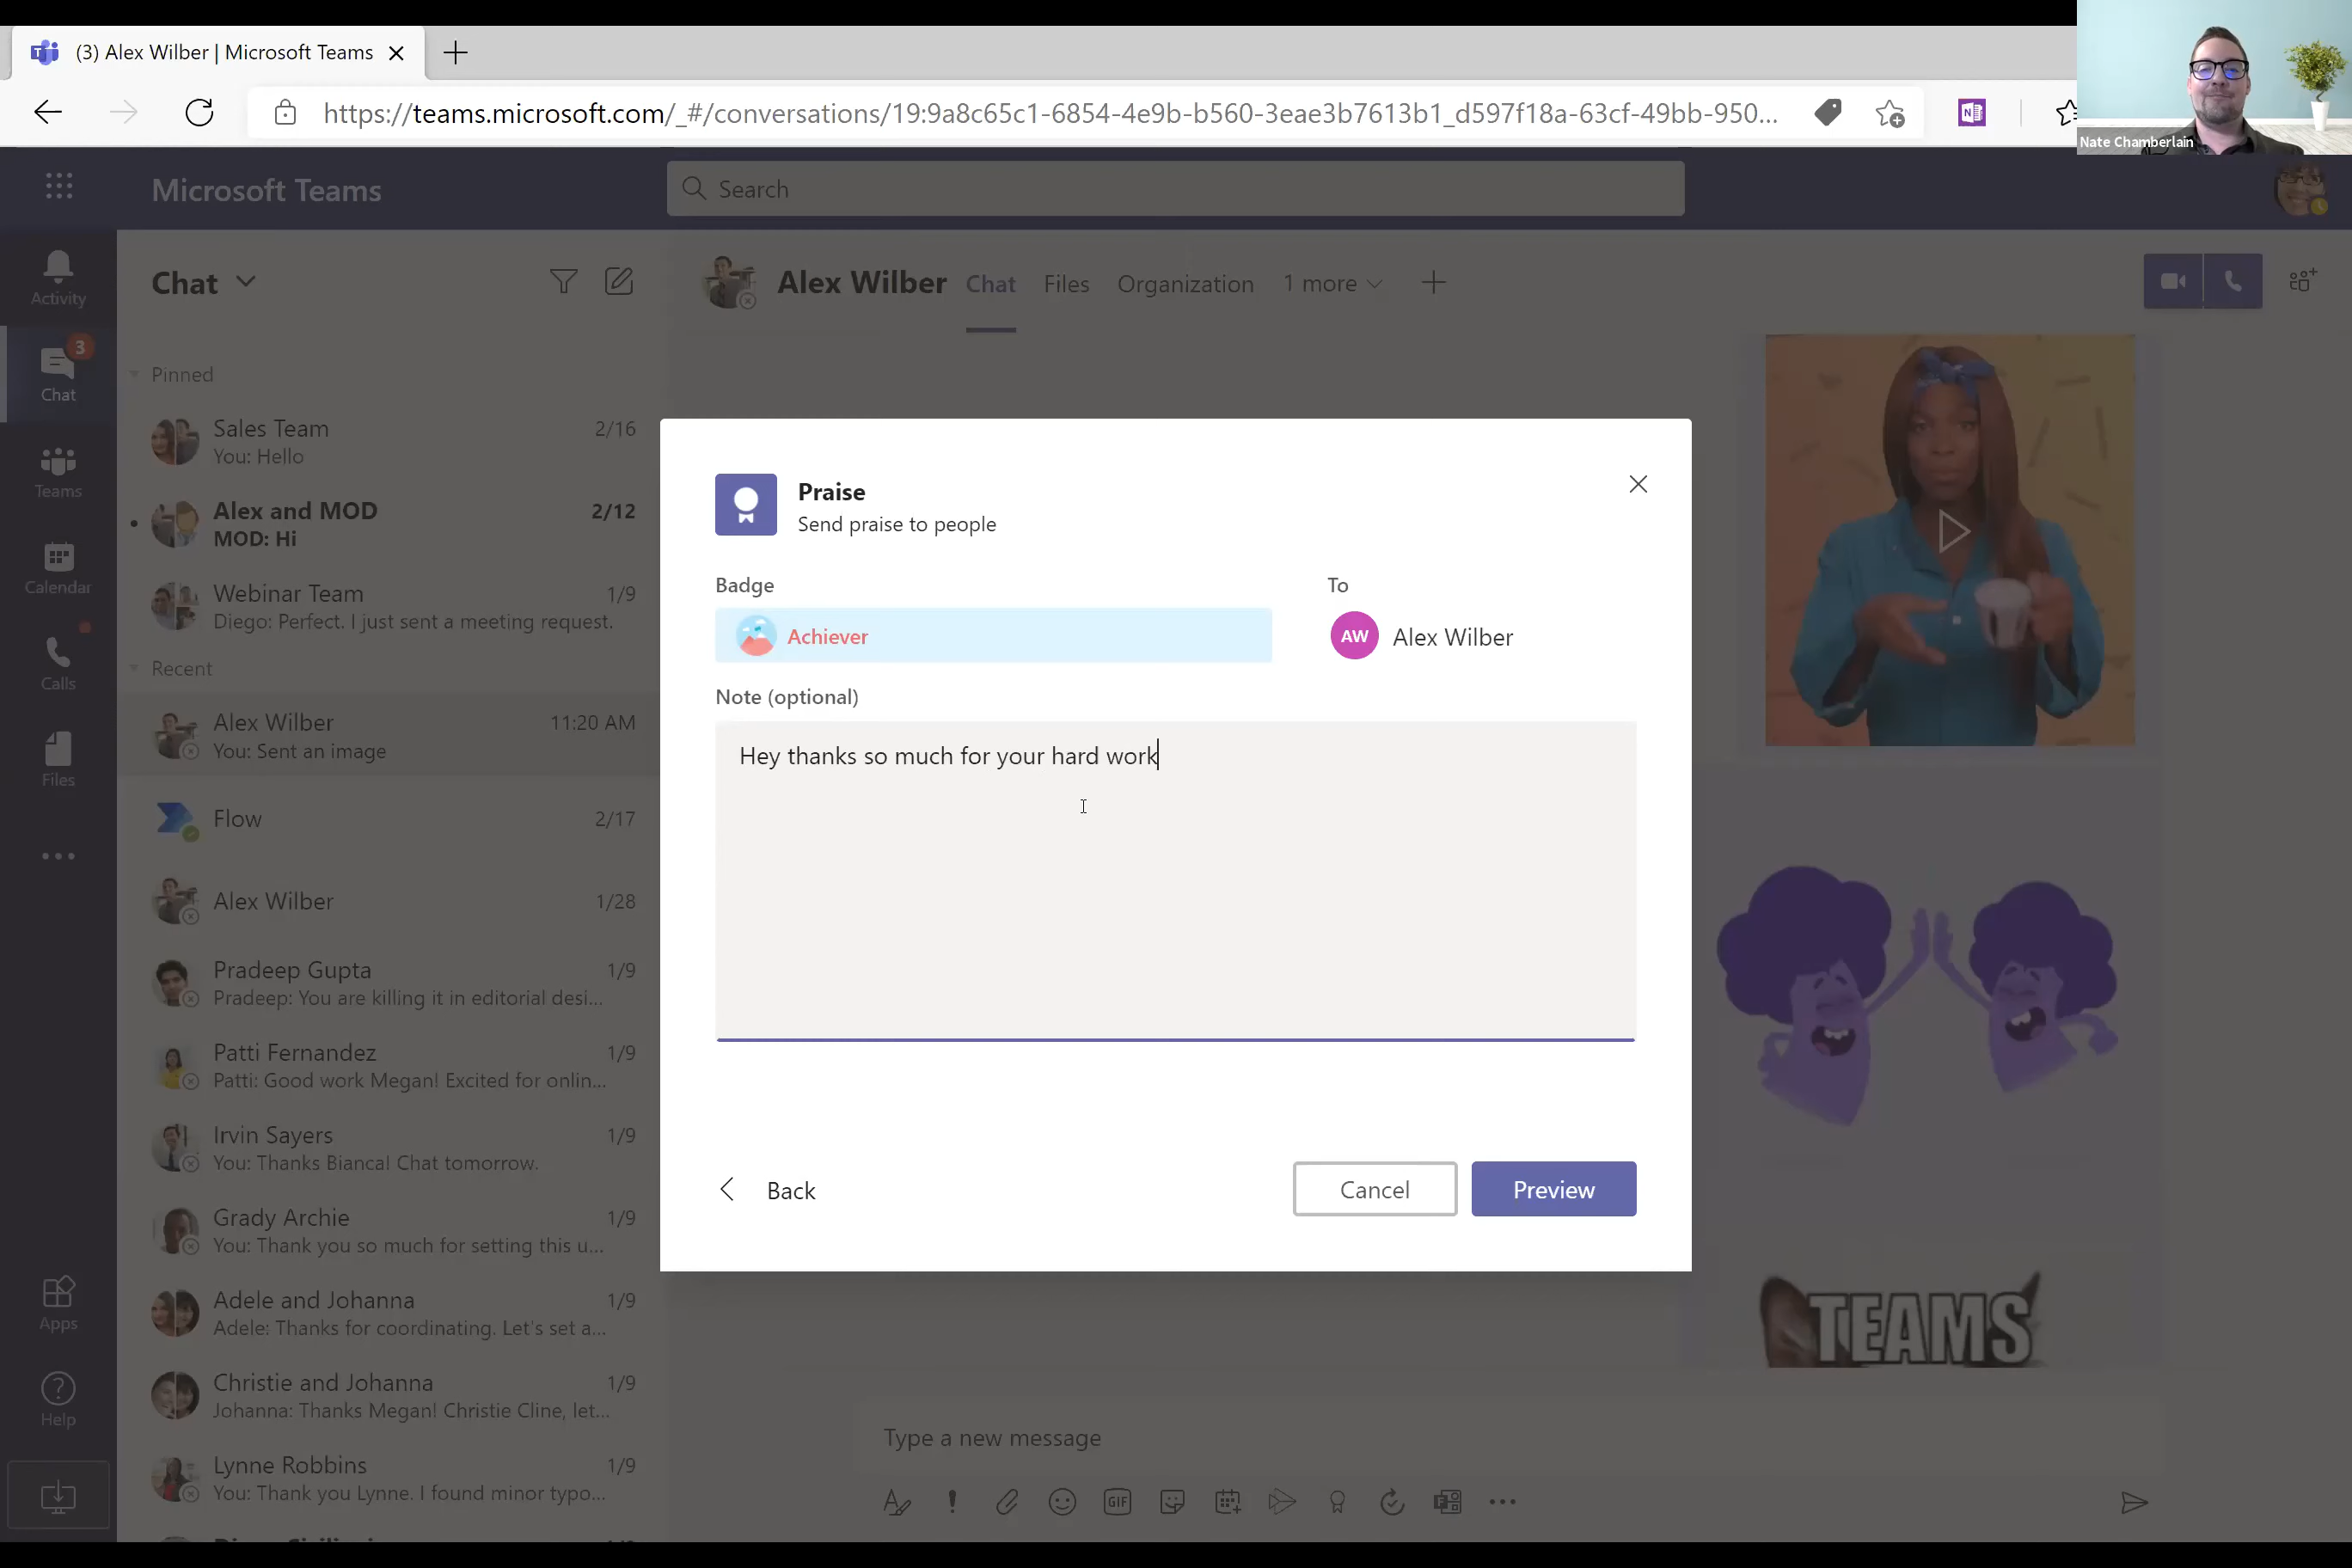 (3) Alex Wilber | Microsoft Teams
https://teams.microsoft.com/_#/conversations/19:9a8c65c1-6854-4e9b-b560-3eae3b7613b1_d597f18a-63cf-49bb-950...
Nate Chamberlain
Microsoft Teams
Search
Activity
Chat
3
Teams
Calendar
Calls
Files
Apps
Help
Chat
Pinned
Sales Team 2/16
You: Hello
Alex and MOD 2/12
MOD: Hi
Webinar Team 1/9
Diego: Perfect. I just sent a meeting request.
Recent
Alex Wilber 11:20 AM
You: Sent an image
Flow 2/17
Alex Wilber 1/28
Pradeep Gupta 1/9
Pradeep: You are killing it in editorial desi...
Patti Fernandez 1/9
Patti: Good work Megan! Excited for onlin...
Irvin Sayers 1/9
You: Thanks Bianca! Chat tomorrow.
Grady Archie 1/9
You: Thank you so much for setting this u...
Adele and Johanna 1/9
Adele: Thanks for coordinating. Let's set a...
Christie and Johanna 1/9
Johanna: Thanks Megan! Christie Cline, let...
Lynne Robbins 1/9
You: Thank you Lynne. I found minor typo...
Alex Wilber Chat Files Organization 1 more
Praise
Send praise to people
Badge
Achiever
To
AW Alex Wilber
Note (optional)
Hey thanks so much for your hard work
Back
Cancel
Preview
TEAMS
Type a new message
GIF